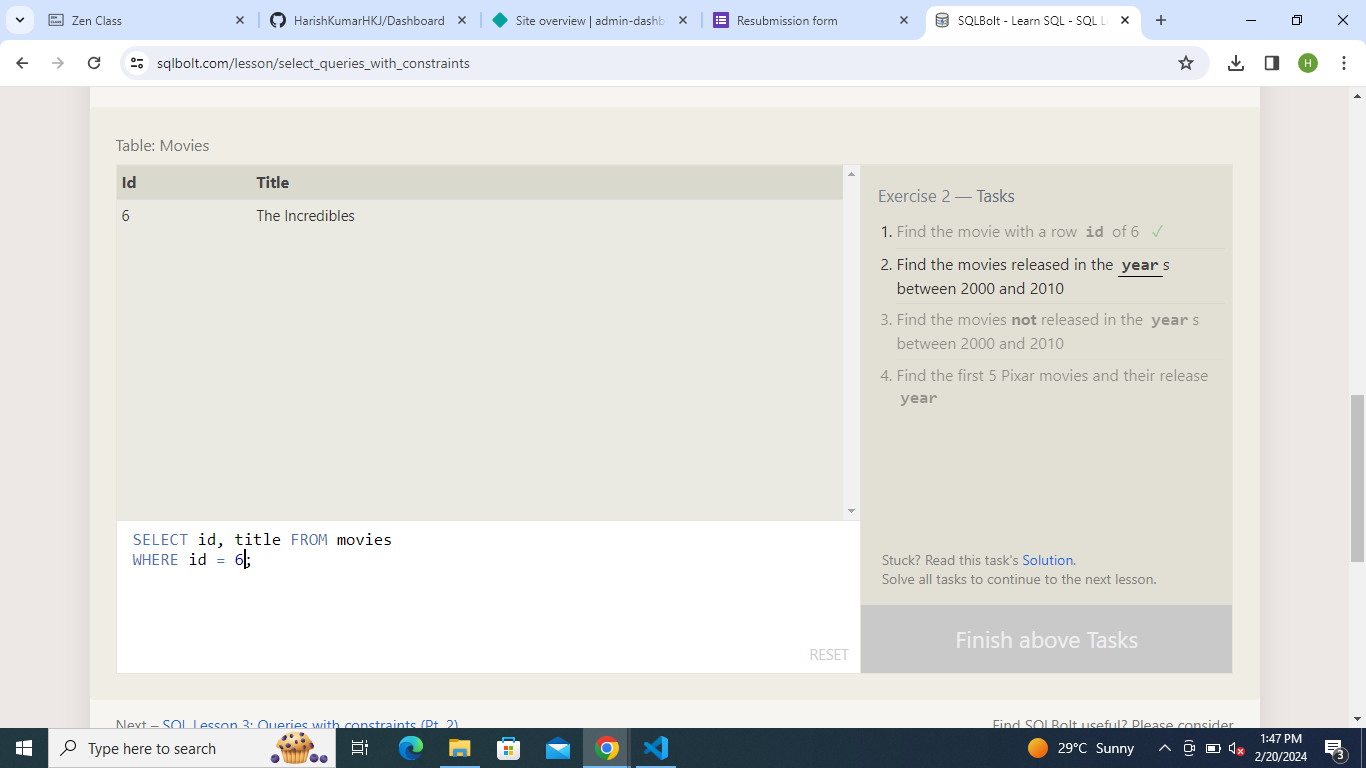 Zen Class
HarishKumarHKJ/Dashboard
Site overview | admin-dashb
Resubmission form
SQLBolt - Learn SQL - SQL L
sqlbolt.com/lesson/select_queries_with_constraints
H
Table: Movies
Id Title
6 The Incredibles
Exercise 2 — Tasks
1. Find the movie with a row id of 6 ✓
2. Find the movies released in the year s
between 2000 and 2010
3. Find the movies not released in the year s
between 2000 and 2010
4. Find the first 5 Pixar movies and their release
year
SELECT id, title FROM movies
WHERE id = 6;
RESET
Stuck? Read this task's Solution.
Solve all tasks to continue to the next lesson.
Finish above Tasks
Next – SQL Lesson 3: Queries with constraints (Pt. 2)
Find SQLBolt useful? Please consider
Type here to search
29°C Sunny
1:47 PM
2/20/2024
3